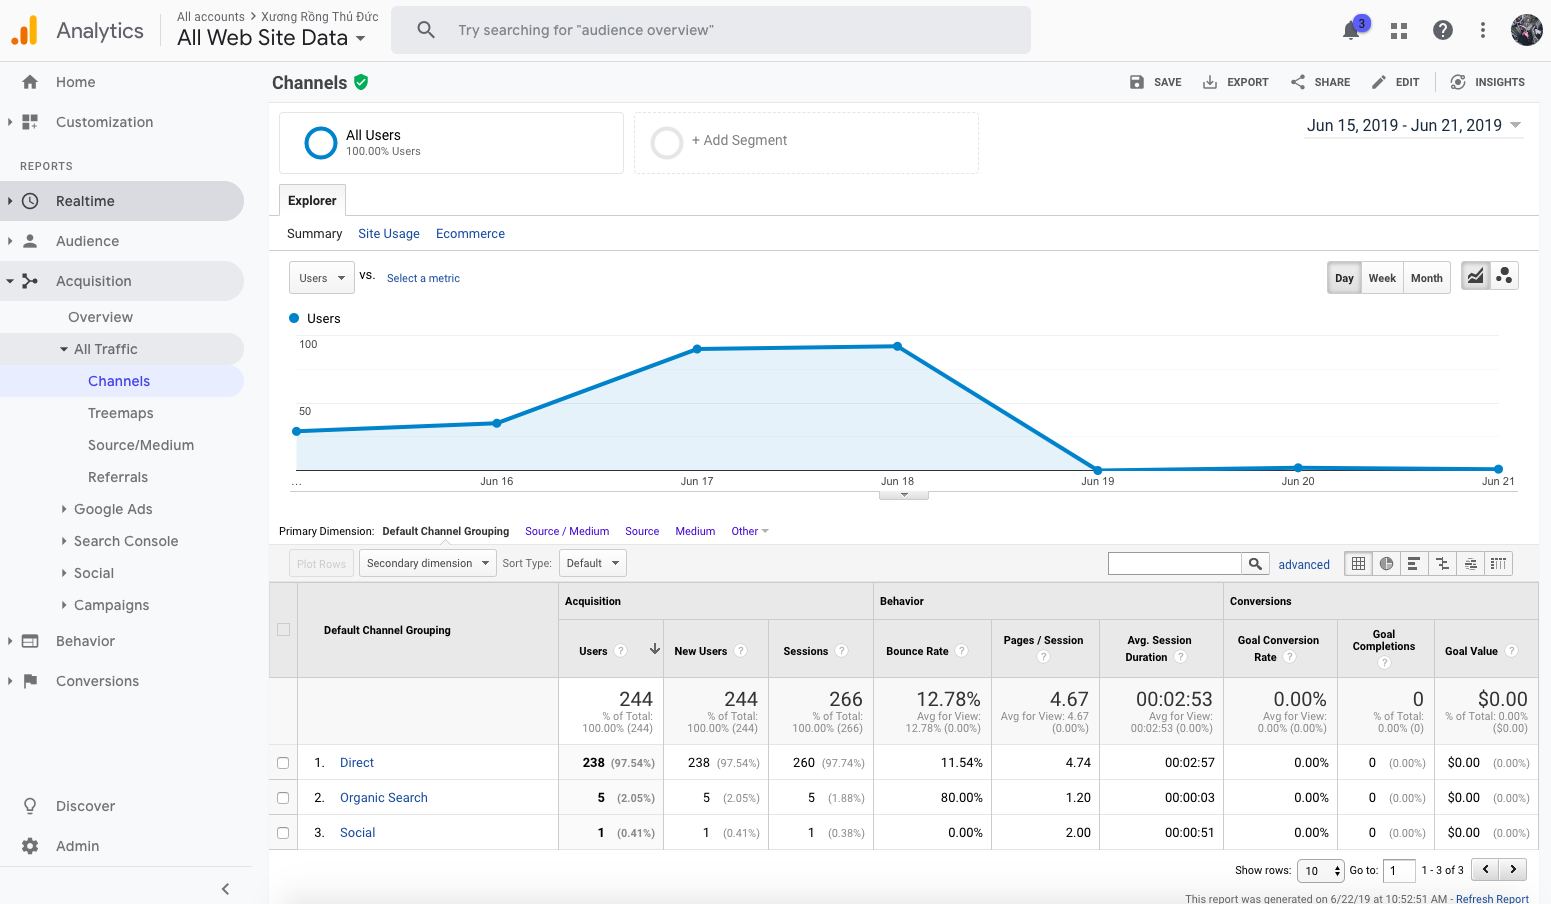 Analytics
All accounts > Xương Rồng Thủ Đức
All Web Site Data
Try searching for "audience overview"
3
Home
Customization
REPORTS
Realtime
Audience
Acquisition
Overview
All Traffic
Channels
Treemaps
Source/Medium
Referrals
Google Ads
Search Console
Social
Campaigns
Behavior
Conversions
Discover
Admin
Channels
SAVE EXPORT SHARE EDIT INSIGHTS
All Users
100.00% Users
+ Add Segment
Jun 15, 2019 - Jun 21, 2019
Explorer
Summary Site Usage Ecommerce
Users vs. Select a metric
Day Week Month
Users
100
50
... Jun 16 Jun 17 Jun 18 Jun 19 Jun 20 Jun 21
Primary Dimension: Default Channel Grouping Source / Medium Source Medium Other
Plot Rows Secondary dimension Sort Type: Default advanced
Default Channel Grouping
Acquisition Behavior Conversions
Users ? New Users ? Sessions ? Bounce Rate ? Pages / Session ? Avg. Session Duration ? Goal Conversion Rate ? Goal Completions ? Goal Value ?
244 244 266 12.78% 4.67 00:02:53 0.00% 0 $0.00
% of Total: % of Total: % of Total: Avg for View: Avg for View: 4.67 Avg for View: Avg for View: % of Total: % of Total: 0.00%
100.00% (244) 100.00% (244) 100.00% (266) 12.78% (0.00%) (0.00%) 00:02:53 (0.00%) 0.00% (0.00%) 0.00% (0) ($0.00)
1. Direct 238 (97.54%) 238 (97.54%) 260 (97.74%) 11.54% 4.74 00:02:57 0.00% 0 (0.00%) $0.00 (0.00%)
2. Organic Search 5 (2.05%) 5 (2.05%) 5 (1.88%) 80.00% 1.20 00:00:03 0.00% 0 (0.00%) $0.00 (0.00%)
3. Social 1 (0.41%) 1 (0.41%) 1 (0.38%) 0.00% 2.00 00:00:51 0.00% 0 (0.00%) $0.00 (0.00%)
Show rows: 10 Go to: 1 1 - 3 of 3
This report was generated on 6/22/19 at 10:52:51 AM - Refresh Report